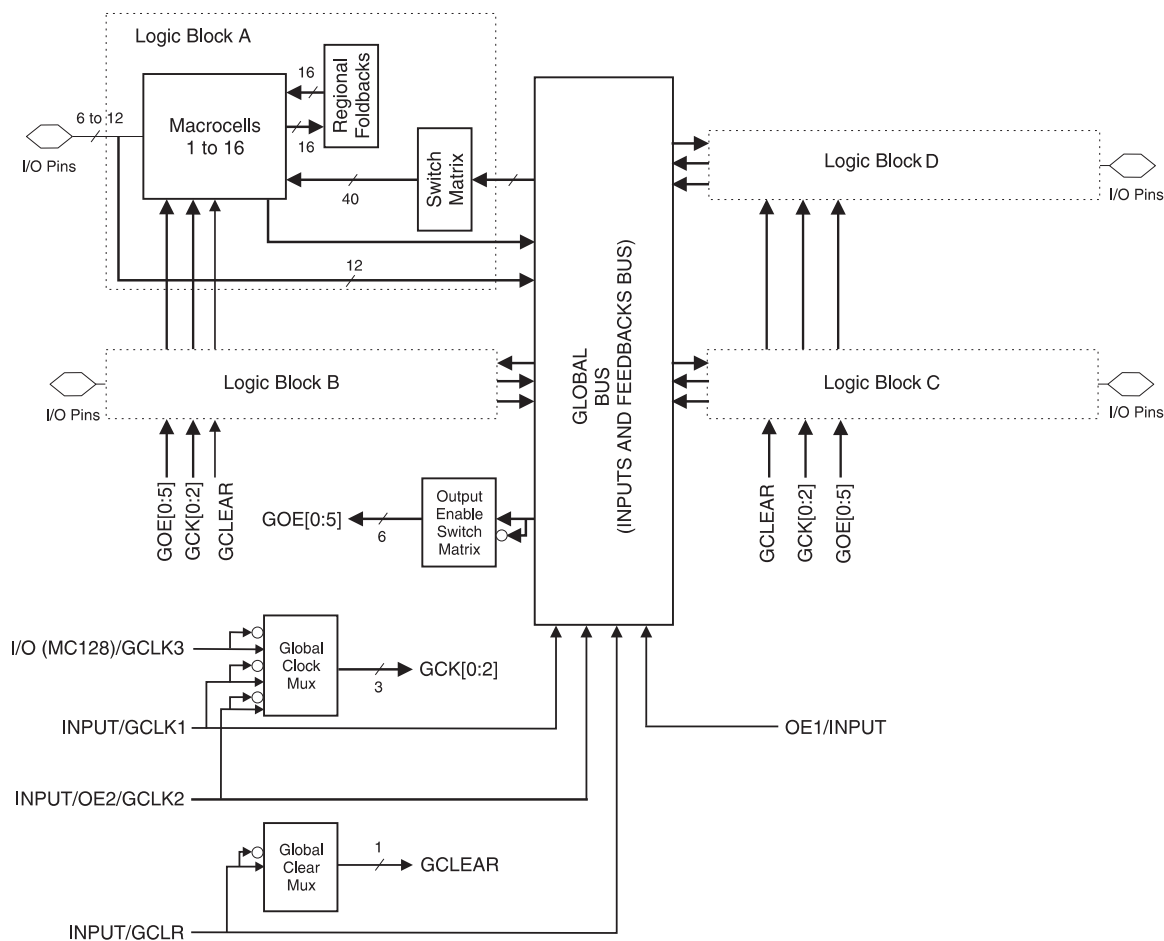 Logic Block A
Macrocells
1 to 16
16
16
Regional
Foldbacks
6 to 12
I/O Pins
40
Switch
Matrix
12
GLOBAL
BUS
(INPUTS AND FEEDBACKS BUS)
Logic Block D
I/O Pins
Logic Block B
I/O Pins
Logic Block C
I/O Pins
GOE[0:5]
GCK[0:2]
GCLEAR
GCLEAR
GCK[0:2]
GOE[0:5]
GOE[0:5]
6
Output
Enable
Switch
Matrix
I/O (MC128)/GCLK3
Global
Clock
Mux
3
GCK[0:2]
INPUT/GCLK1
OE1/INPUT
INPUT/OE2/GCLK2
Global
Clear
Mux
1
GCLEAR
INPUT/GCLR